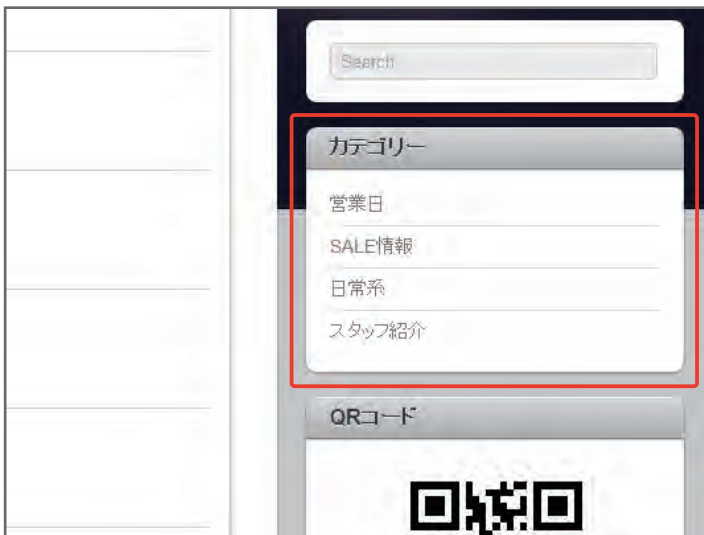 Search
カテゴリー
営業日
SALE情報
日常系
スタッフ紹介
QRコード